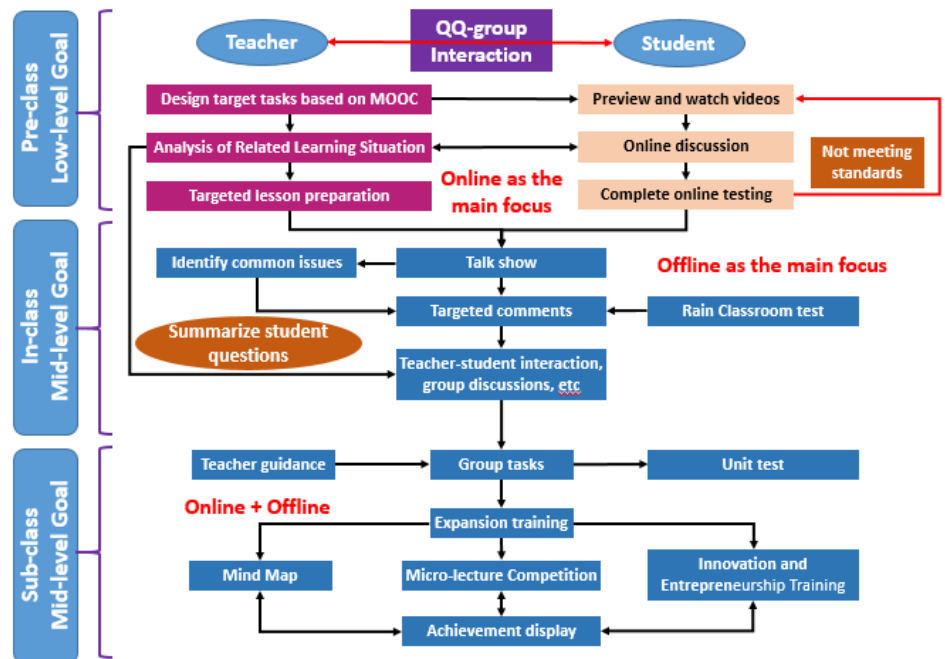 Pre-class
Low-level Goal
Teacher
QQ-group
Interaction
Student
Design target tasks based on MOOC
Preview and watch videos
Analysis of Related Learning Situation
Online discussion
Not meeting
standards
Targeted lesson preparation
Online as the
main focus
Complete online testing
In-class
Mid-level Goal
Identify common issues
Talk show
Offline as the main focus
Targeted comments
Rain Classroom test
Summarize student
questions
Teacher-student interaction,
group discussions, etc
Sub-class
Mid-level Goal
Teacher guidance
Group tasks
Unit test
Online + Offline
Expansion training
Mind Map
Micro-lecture Competition
Innovation and
Entrepreneurship Training
Achievement display